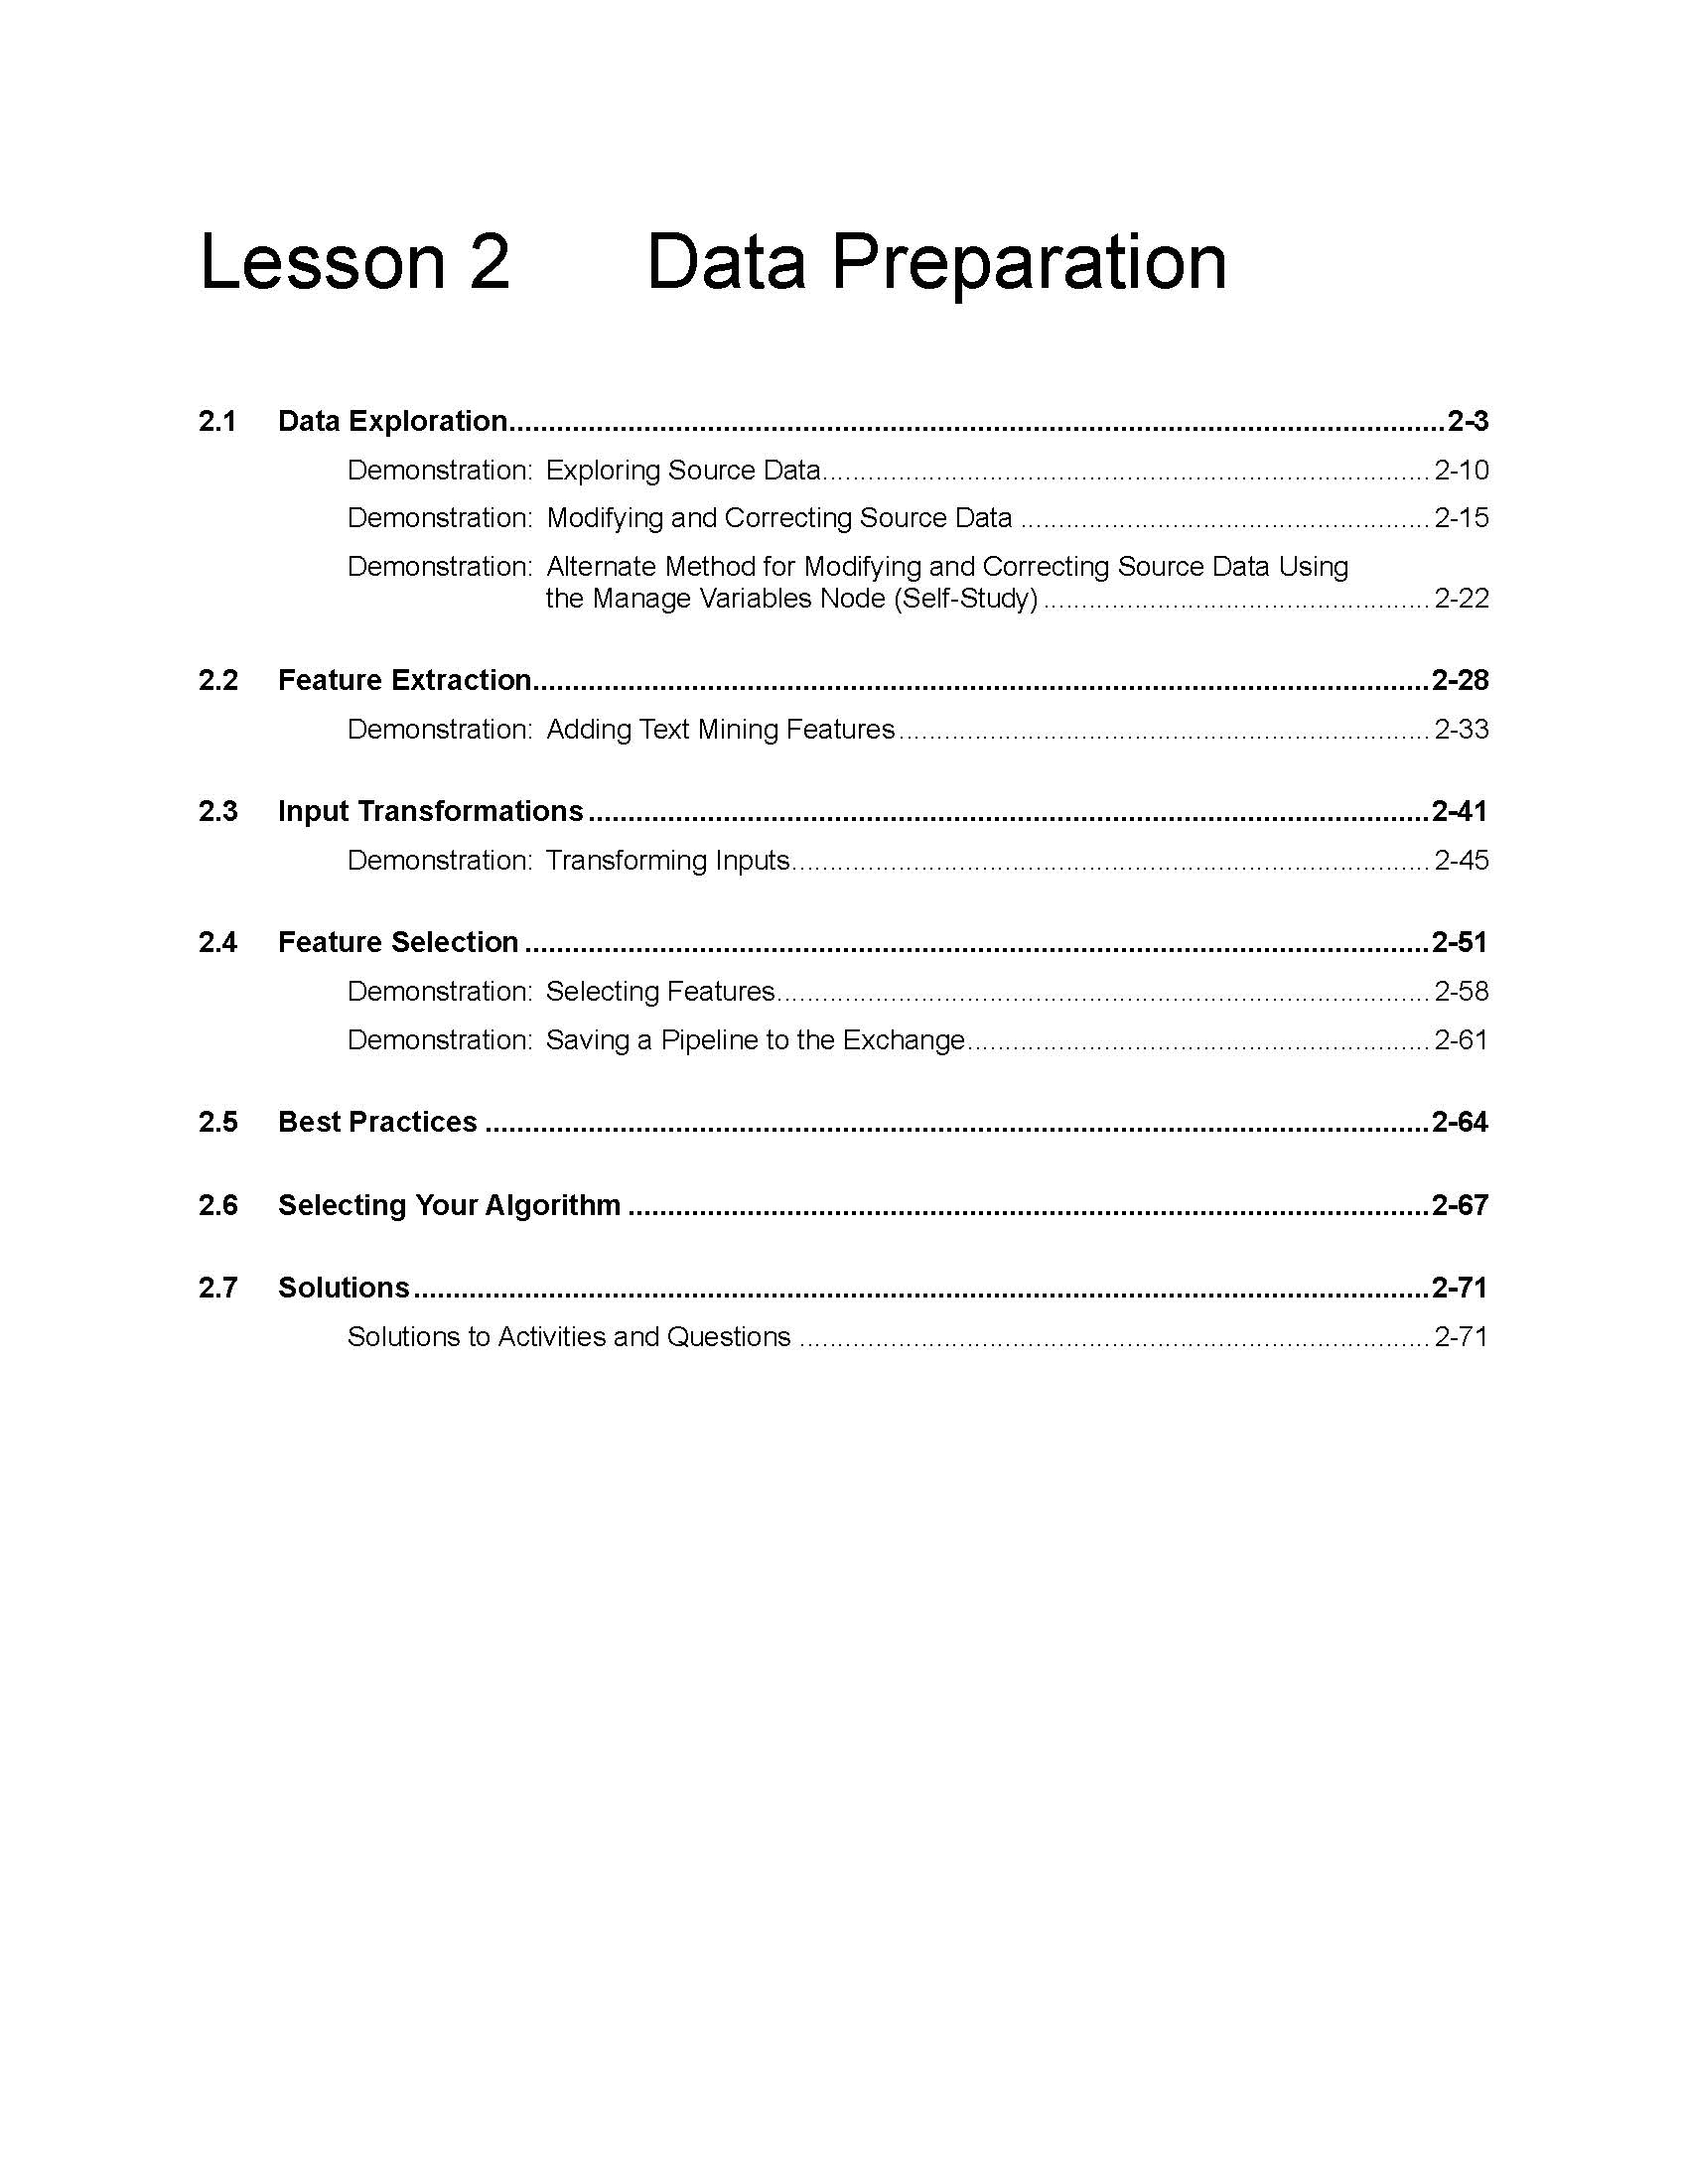 Lesson 2 Data Preparation
2.1 Data Exploration.......................................................................2-3
Demonstration: Exploring Source Data.......................................................2-10
Demonstration: Modifying and Correcting Source Data .......................................................2-15
Demonstration: Alternate Method for Modifying and Correcting Source Data Using
the Manage Variables Node (Self-Study) .......................................................2-22
2.2 Feature Extraction.......................................................................2-28
Demonstration: Adding Text Mining Features.......................................................2-33
2.3 Input Transformations .......................................................................2-41
Demonstration: Transforming Inputs.......................................................2-45
2.4 Feature Selection .......................................................................2-51
Demonstration: Selecting Features.......................................................2-58
Demonstration: Saving a Pipeline to the Exchange.......................................................2-61
2.5 Best Practices .......................................................................2-64
2.6 Selecting Your Algorithm .......................................................................2-67
2.7 Solutions .......................................................................2-71
Solutions to Activities and Questions .......................................................2-71